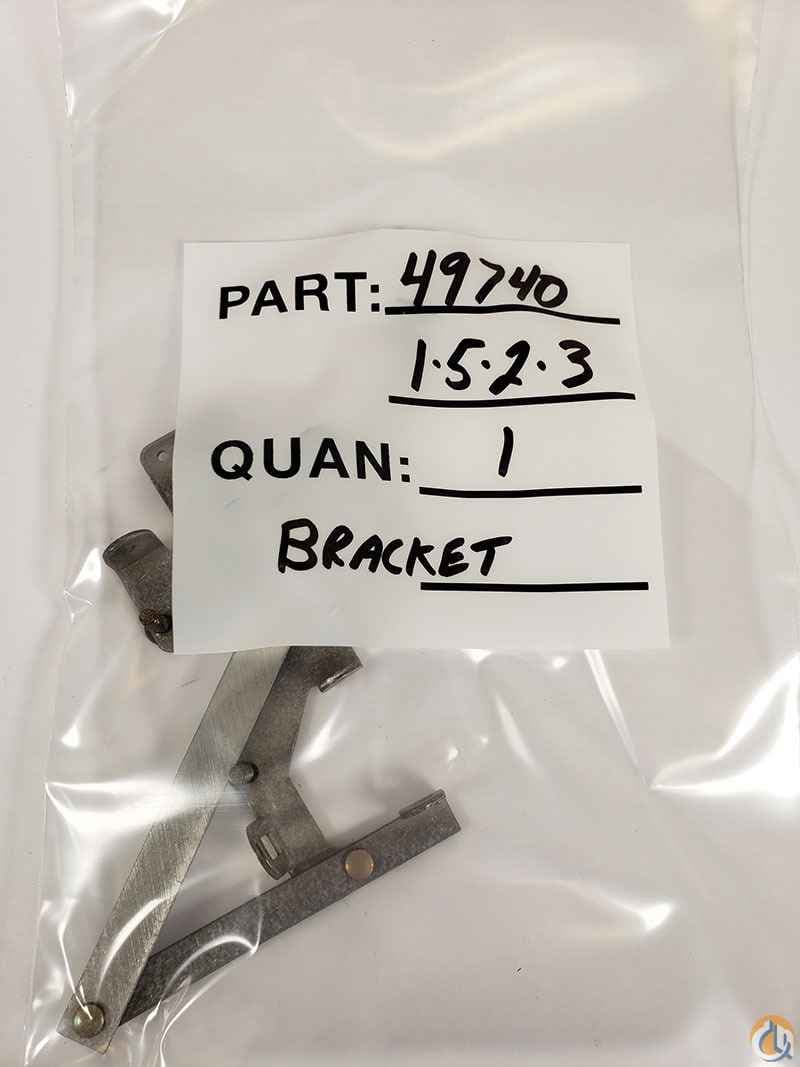 PART: 49740
1·5·2·3
QUAN: 1
BRACKET